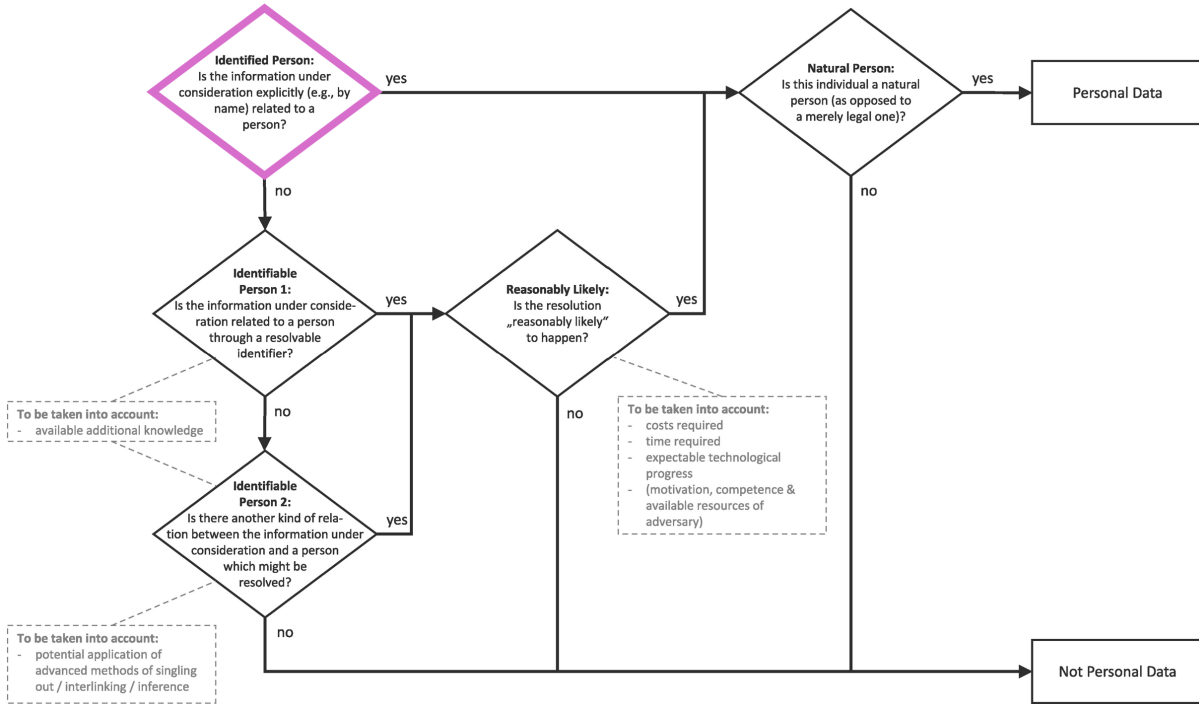 Identified Person:
Is the information under
consideration explicitly (e.g., by
name) related to a
person?
yes
no
Natural Person:
Is this individual a natural
person (as opposed to
a merely legal one)?
yes
no
Personal Data
Identifiable
Person 1:
Is the information under conside-
ration related to a person
through a resolvable
identifier?
yes
no
Reasonably Likely:
Is the resolution
„reasonably likely“
to happen?
yes
no
To be taken into account:
- available additional knowledge
To be taken into account:
- costs required
- time required
- expectable technological
progress
- (motivation, competence &
available resources of
adversary)
Identifiable
Person 2:
Is there another kind of rela-
tion between the information under
consideration and a person
which might be
resolved?
yes
no
To be taken into account:
- potential application of
advanced methods of singling
out / interlinking / inference
Not Personal Data